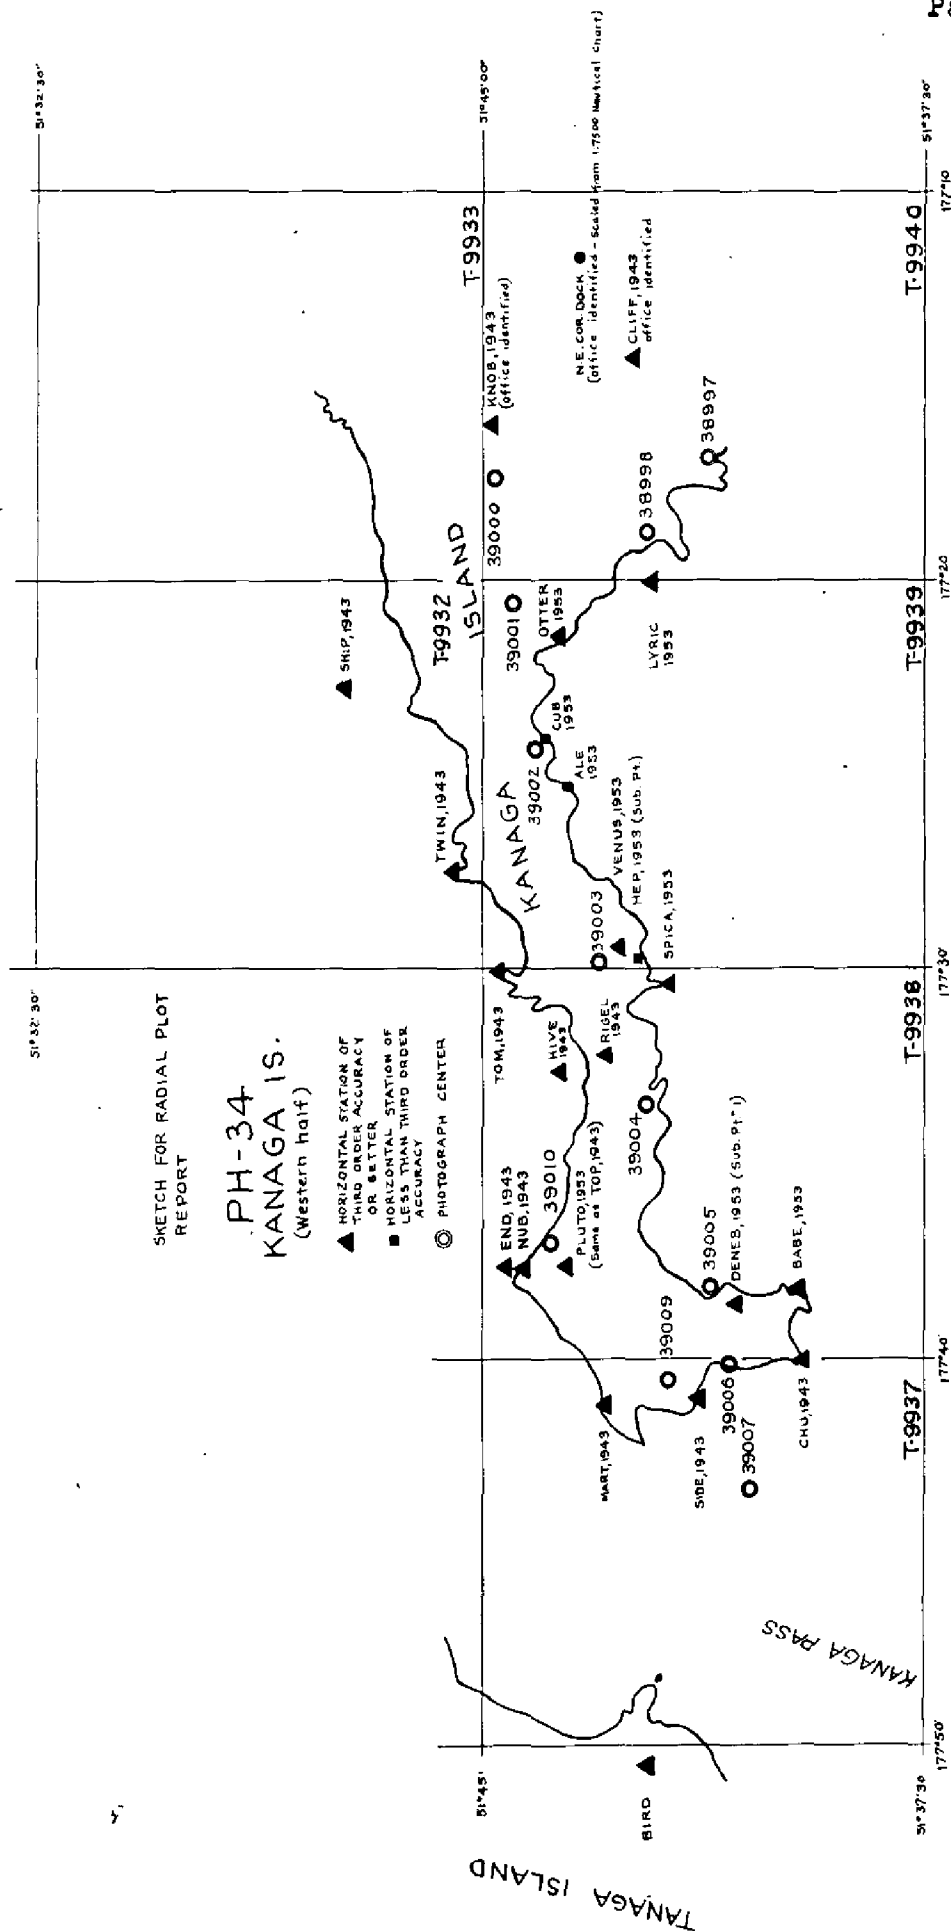 SKETCH FOR RADIAL PLOT
REPORT
PH-34
KANAGA IS.
(Western half)
HORIZONTAL STATION OF
THIRD ORDER ACCURACY
OR BETTER
HORIZONTAL STATION OF
LESS THAN THIRD ORDER
ACCURACY
PHOTOGRAPH CENTER
51°32'30"
51°32'30"
51°45'
51°45'00"
51°37'30
51°37'30"
177°50'
177°40'
177°30'
177°20'
177°10'
TANAGA ISLAND
KANAGA PASS
KANAGA
ISLAND
T-9932
T-9933
T-9937
T-9938
T-9939
T-9940
BIRD
MART,1943
SIDE,1943
CHU,1943
BABE,1953
DENEB,1953 (Sub. Pt. 1)
END,1943
NUB,1943
PLUTO,1953
(Same as TOP,1943)
TOM,1943
HIVE
1943
RIGEL
1943
SPICA,1953
HEP,1953 (Sub. Pt.)
VENUS,1953
TWIN,1943
SHIP,1943
ALE
1953
CUB
1953
OTTER
1953
LYRIC
1953
KNOB,1943
(office identified)
N.E. COR. DOCK
(office identified - scaled from 1:7500 Nautical Chart)
CLIFF,1943
office identified
39007
39006
39009
39005
39010
39004
39003
39002
39001
39000
38998
38997